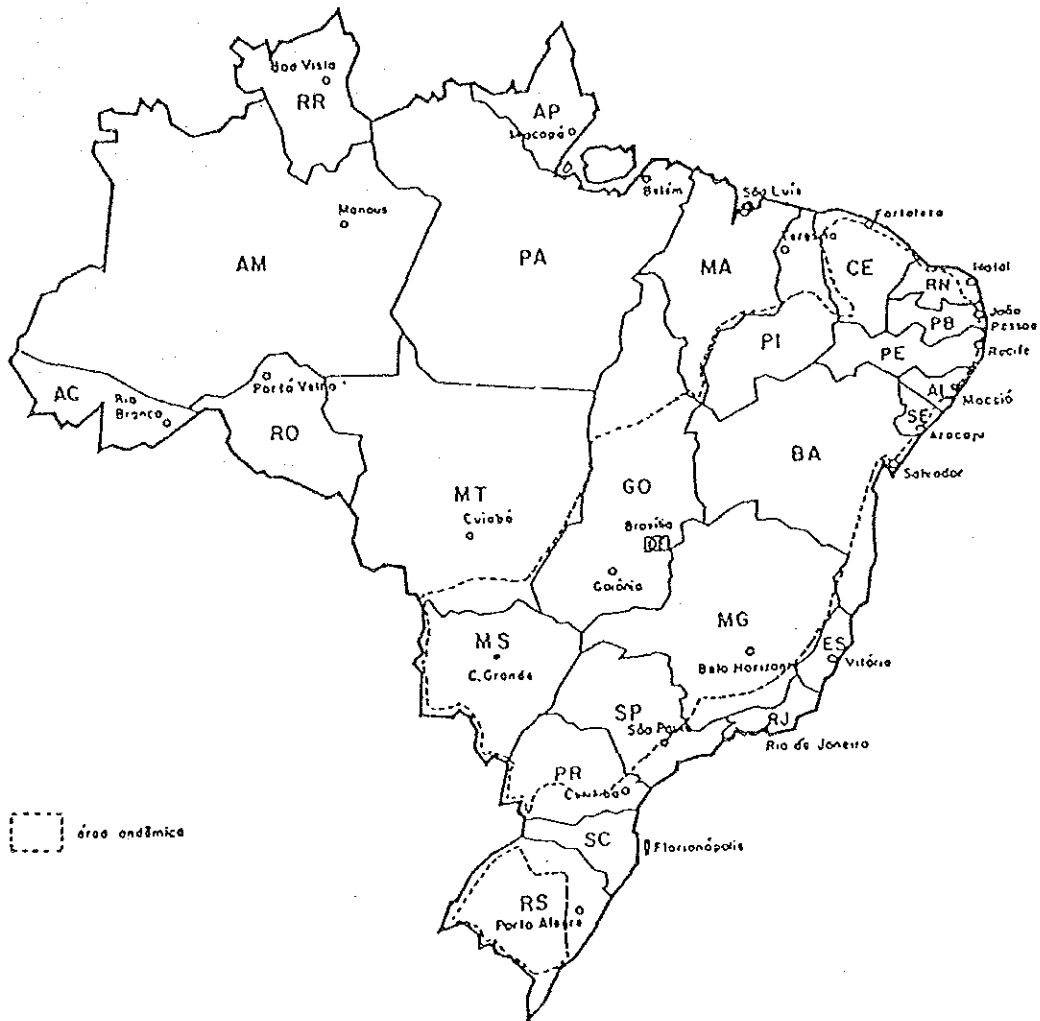 Boa Vista
RR
AP
Macapá
Belém
São Luís
Fortaleza
Manaus
Teresina
AM
PA
MA
CE
Natal
RN
João
Pessoa
PB
PI
PE
Recife
AC
Rio
Branco
Porto Velho
AL
Maceió
SE
Aracaju
RO
BA
Salvador
MT
GO
Cuiabá
Brasília
DF
Goiânia
MS
MG
ES
C. Grande
Belo Horizont
Vitória
SP
RJ
São Paulo
Rio de Janeiro
PR
Curitiba
área endêmica
SC
Florianópolis
RS
Porto Alegre